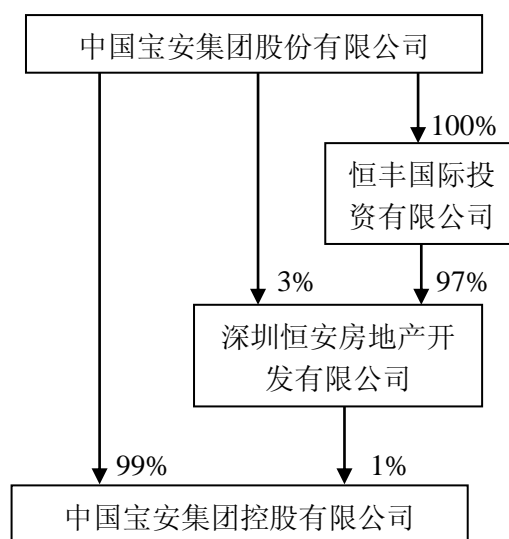 中国宝安集团股份有限公司
100%
恒丰国际投
资有限公司
3%
97%
深圳恒安房地产开
发有限公司
99%
1%
中国宝安集团控股有限公司